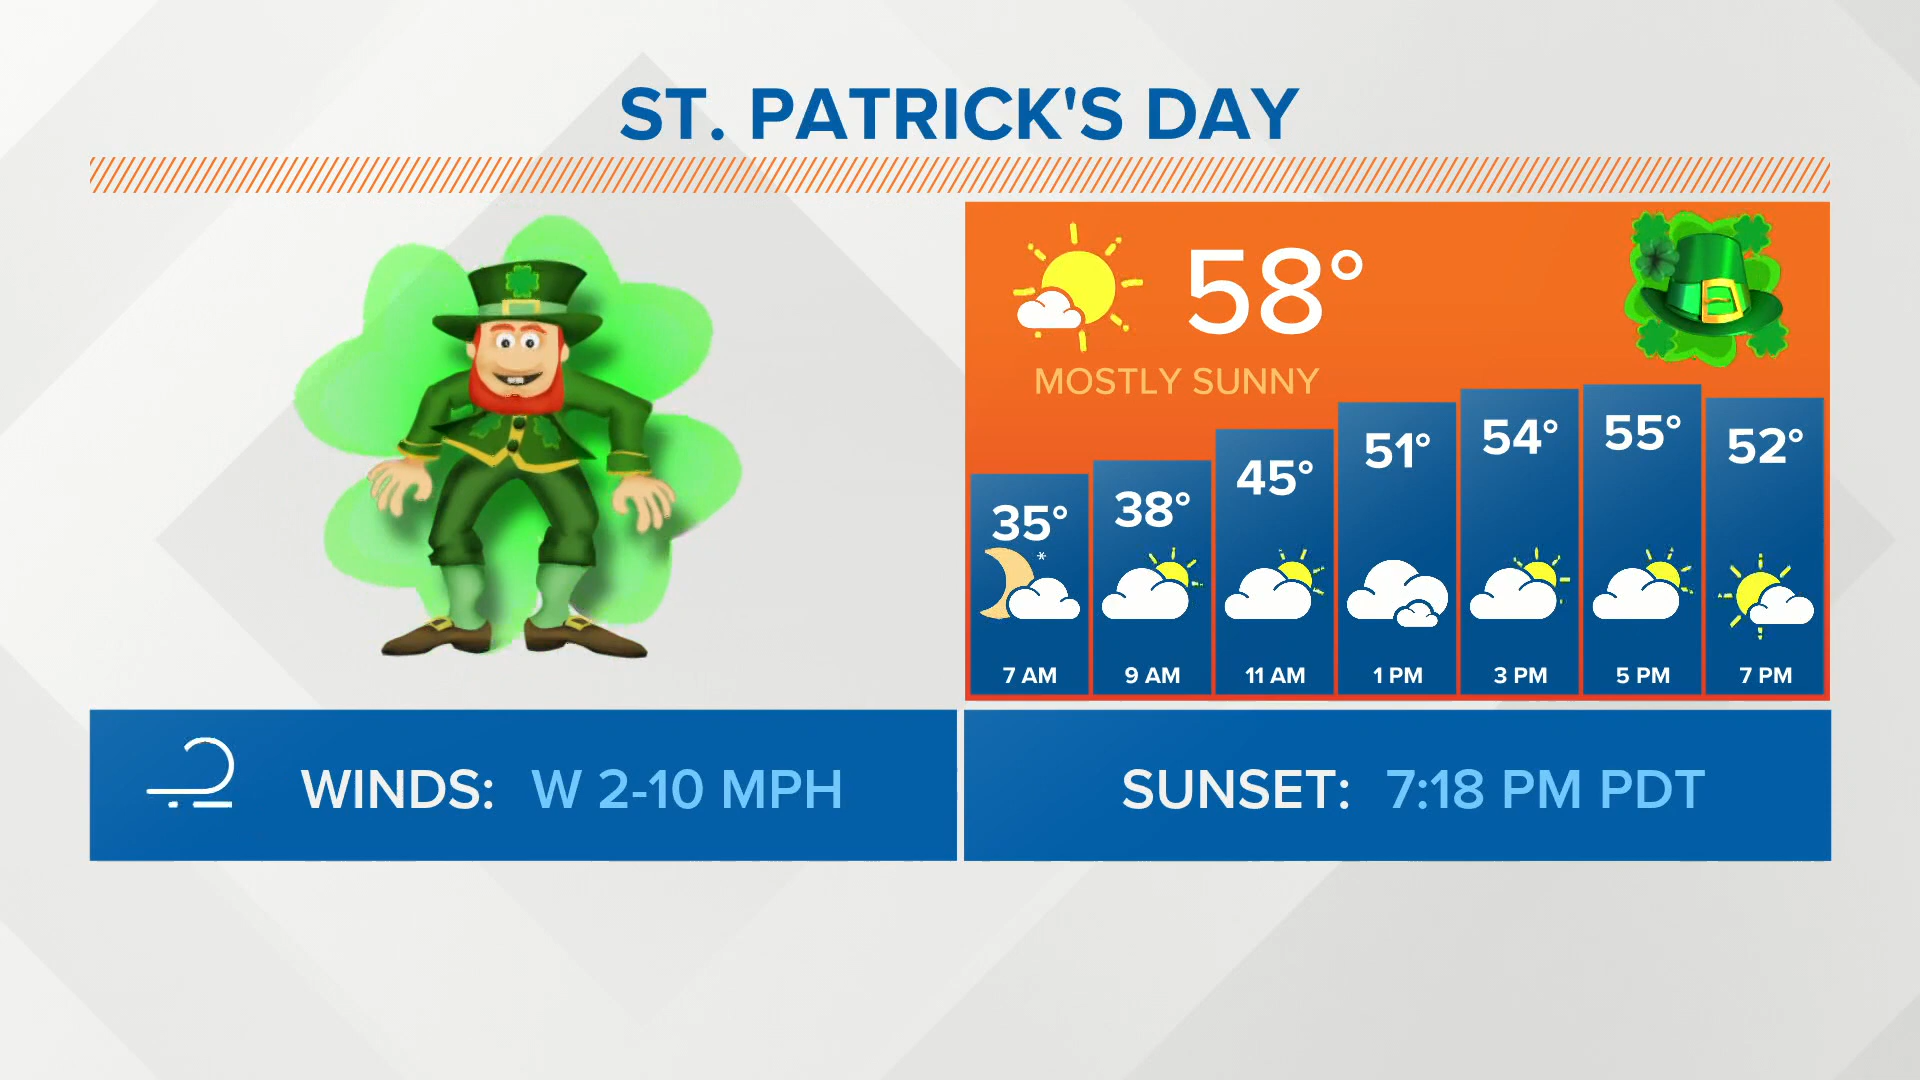 ST. PATRICK'S DAY
58°
MOSTLY SUNNY
35° 38° 45° 51° 54° 55° 52°
7 AM 9 AM 11 AM 1 PM 3 PM 5 PM 7 PM
WINDS: W 2-10 MPH
SUNSET: 7:18 PM PDT